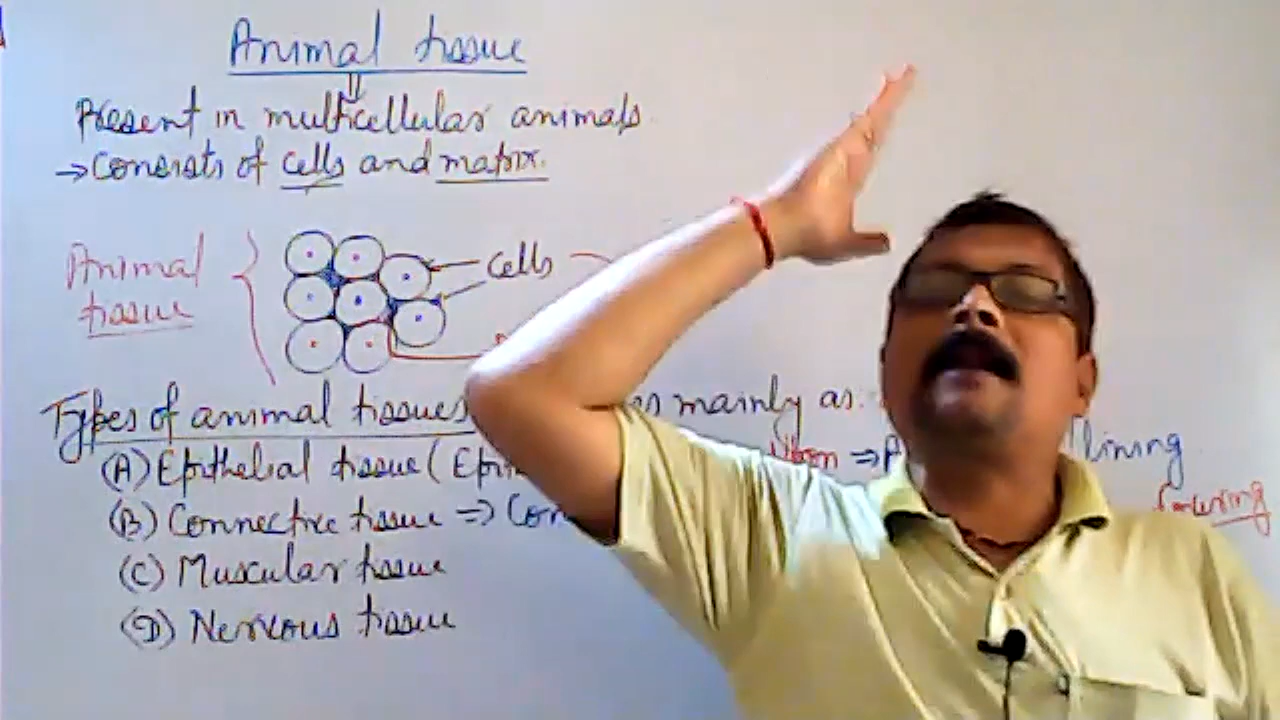 Animal tissue
Present in multicellular animals.
→ Consists of cells and matrix.
Animal
tissue
cells
Types of animal tissues mainly as:
(A) Epithelial tissue ( ⇒ lining
covering
(B) Connective tissue ⇒
(C) Muscular tissue
(D) Nervous tissue